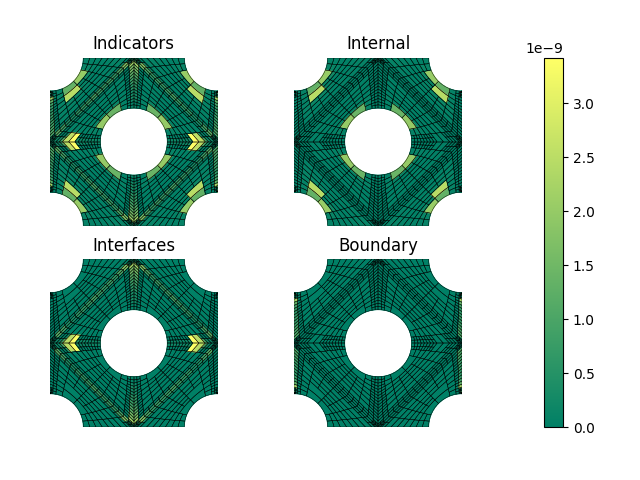 Indicators
Internal
1e−9
Interfaces
Boundary
3.0
2.5
2.0
1.5
1.0
0.5
0.0